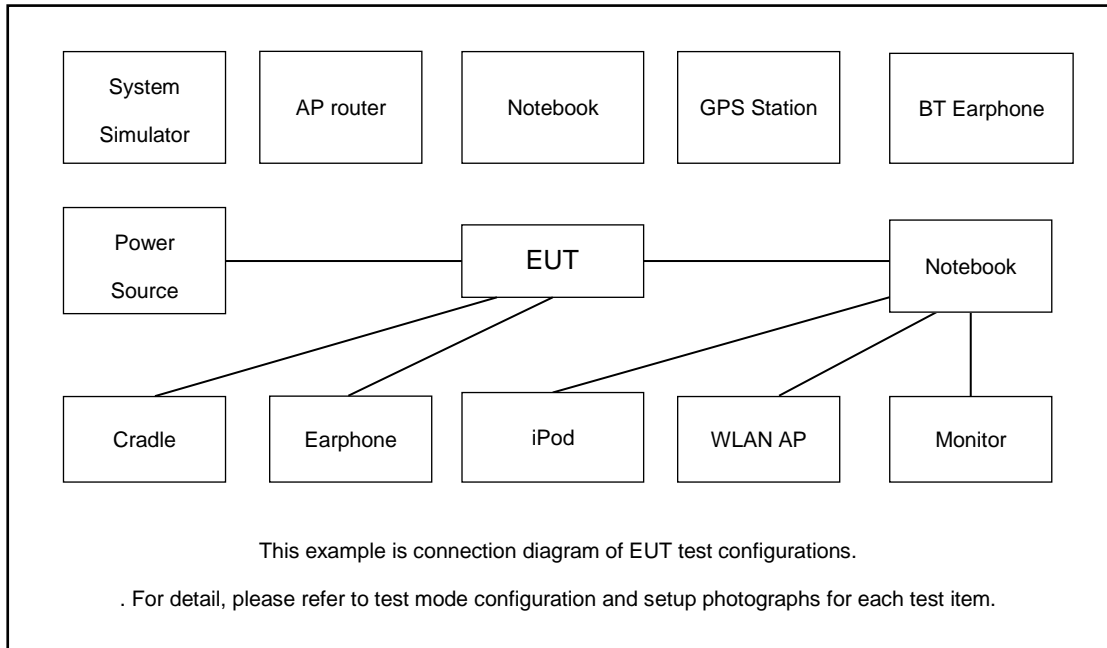 System
Simulator
AP router
Notebook
GPS Station
BT Earphone
Power
Source
EUT
Notebook
Cradle
Earphone
iPod
WLAN AP
Monitor
This example is connection diagram of EUT test configurations.
. For detail, please refer to test mode configuration and setup photographs for each test item.